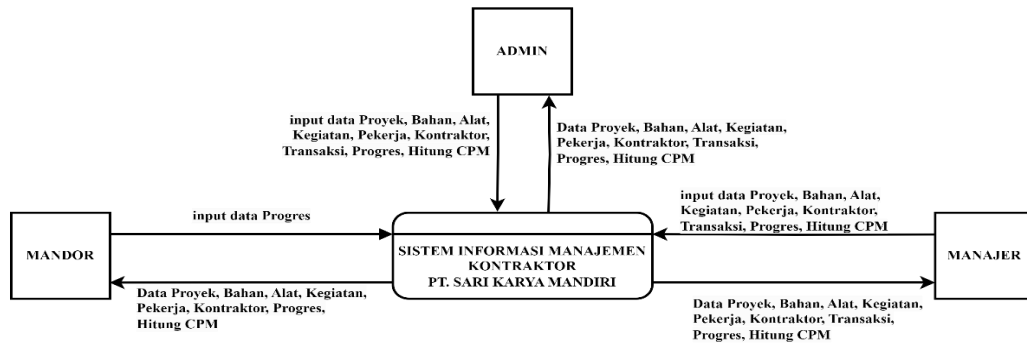 ADMIN
input data Proyek, Bahan, Alat,
Kegiatan, Pekerja, Kontraktor,
Transaksi, Progres, Hitung CPM
Data Proyek, Bahan, Alat, Kegiatan,
Pekerja, Kontraktor, Transaksi,
Progres, Hitung CPM
MANDOR
input data Progres
SISTEM INFORMASI MANAJEMEN
KONTRAKTOR
PT. SARI KARYA MANDIRI
input data Proyek, Bahan, Alat,
Kegiatan, Pekerja, Kontraktor,
Transaksi, Progres, Hitung CPM
MANAJER
Data Proyek, Bahan, Alat, Kegiatan,
Pekerja, Kontraktor, Progres,
Hitung CPM
Data Proyek, Bahan, Alat, Kegiatan,
Pekerja, Kontraktor, Transaksi,
Progres, Hitung CPM